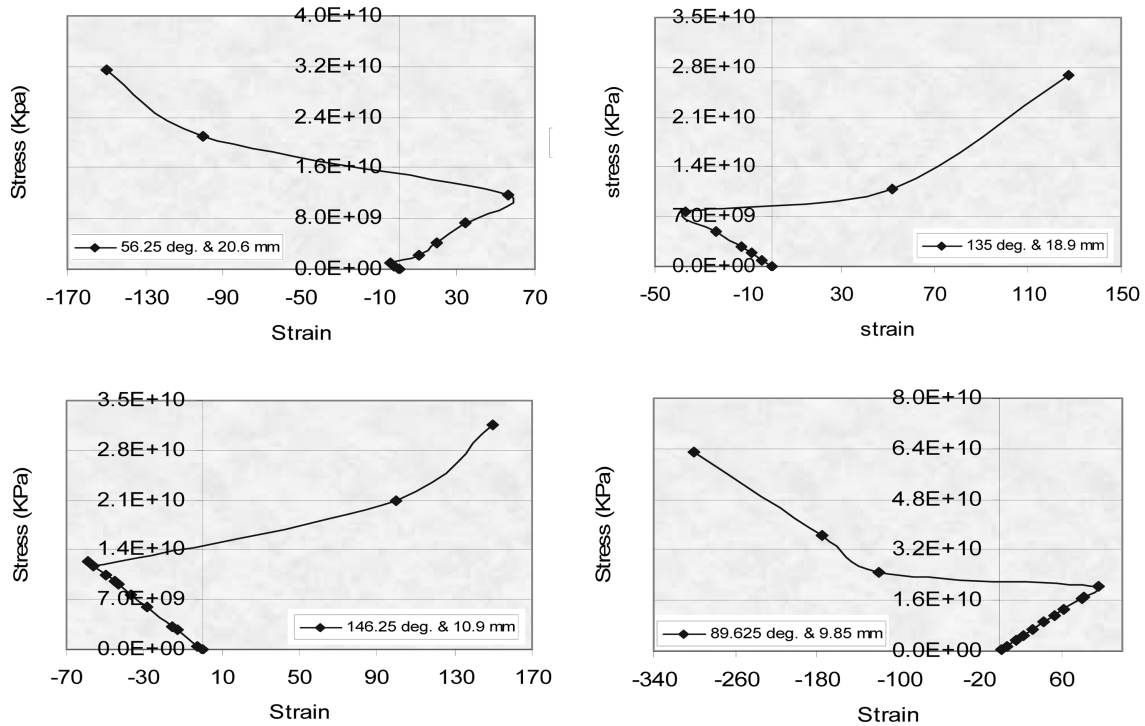 4.0E+10
3.2E+10
2.4E+10
1.6E+10
8.0E+09
0.0E+00
Stress (Kpa)
56.25 deg. & 20.6 mm
-170 -130 -90 -50 -10 30 70
Strain
3.5E+10
2.8E+10
2.1E+10
1.4E+10
7.0E+09
0.0E+00
stress (KPa)
135 deg. & 18.9 mm
-50 -10 30 70 110 150
strain
3.5E+10
2.8E+10
2.1E+10
1.4E+10
7.0E+09
0.0E+00
Stress (KPa)
146.25 deg. & 10.9 mm
-70 -30 10 50 90 130 170
Strain
8.0E+10
6.4E+10
4.8E+10
3.2E+10
1.6E+10
0.0E+00
Stress (KPa)
89.625 deg. & 9.85 mm
-340 -260 -180 -100 -20 60
Strain